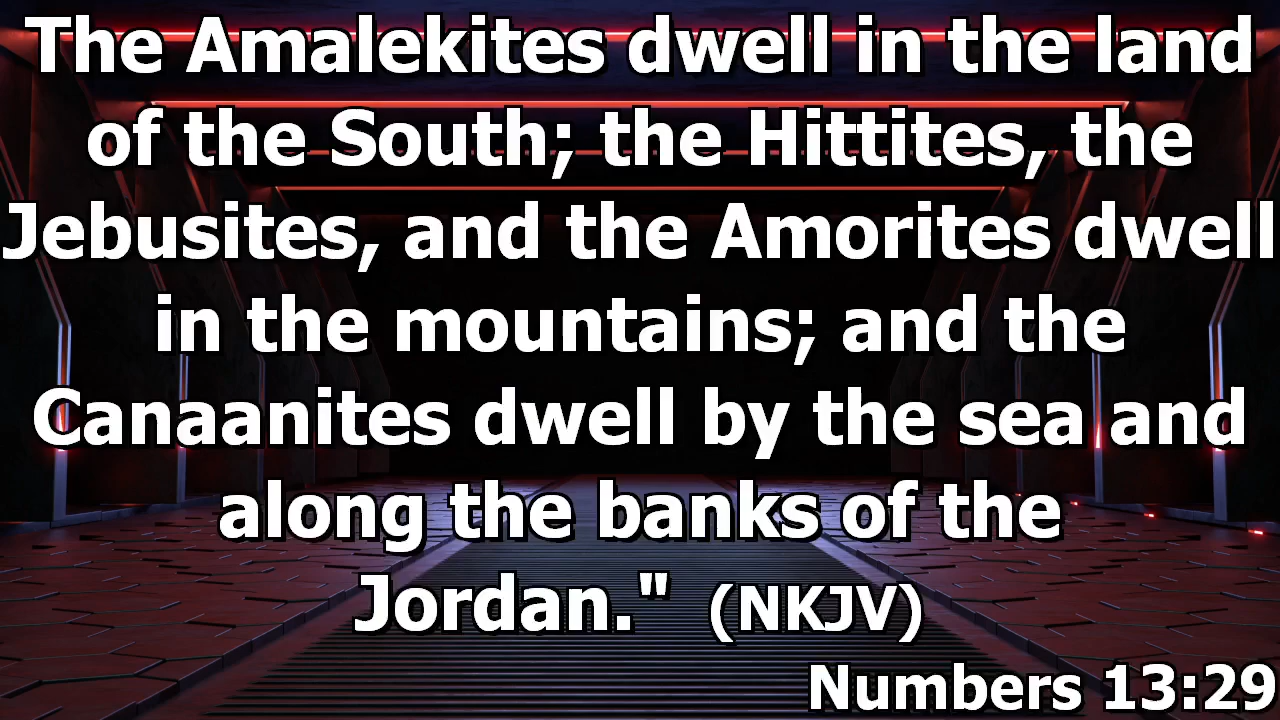 The Amalekites dwell in the land
of the South; the Hittites, the
Jebusites, and the Amorites dwell
in the mountains; and the
Canaanites dwell by the sea and
along the banks of the
Jordan." (NKJV)
Numbers 13:29